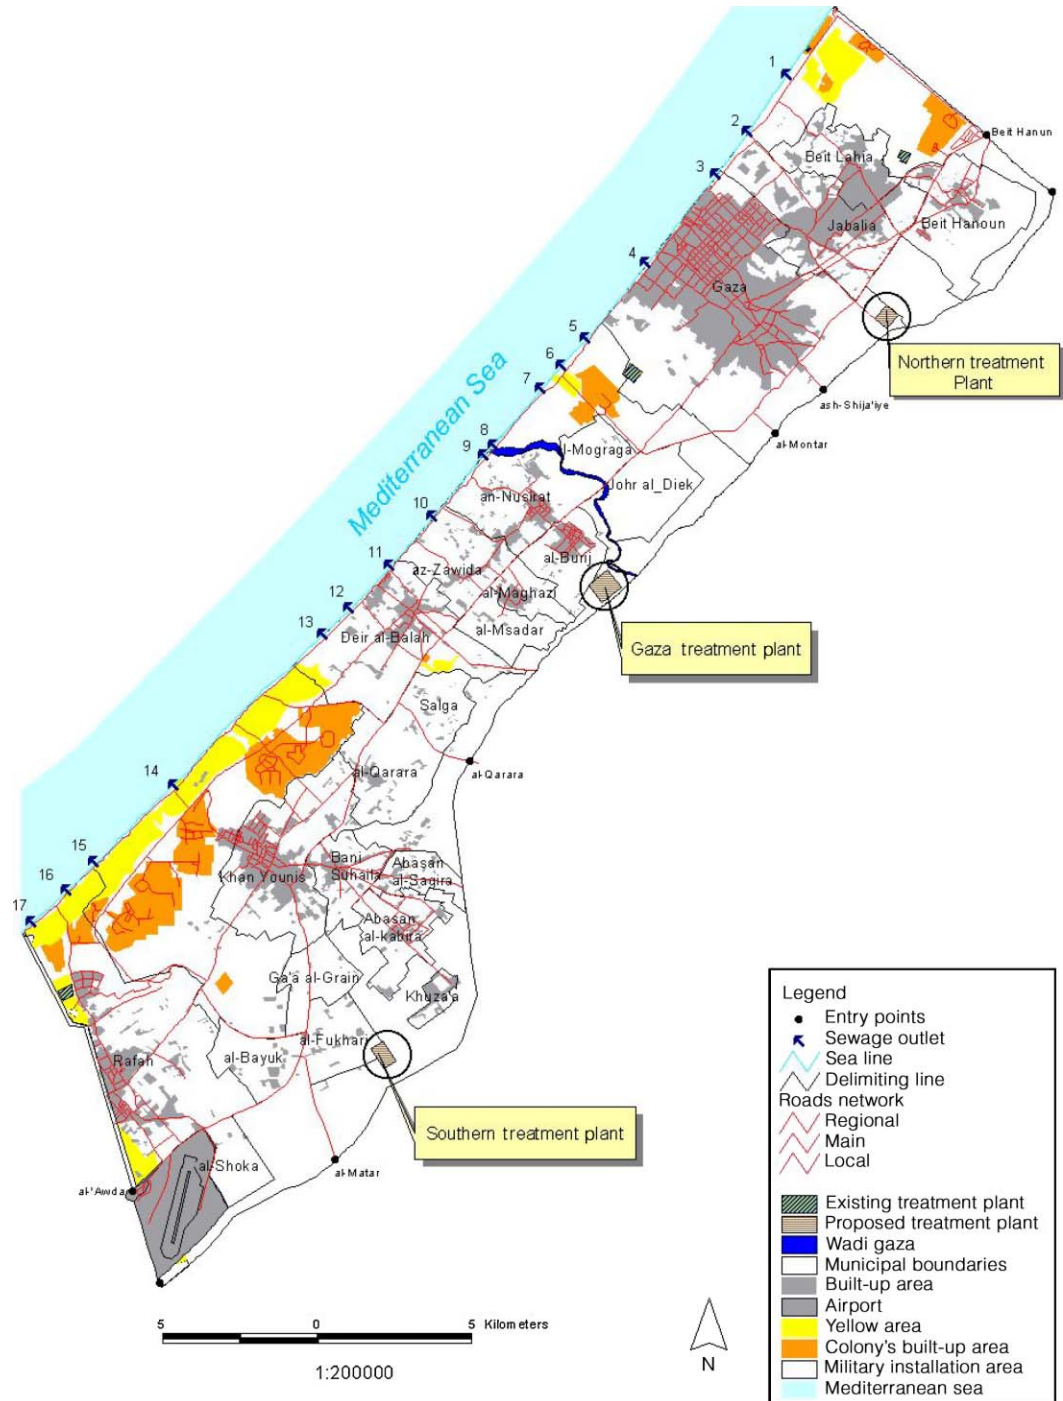 1
2
Beit Hanun
Beit Lahia
3
Jabalia
Beit Hanoun
4
Gaza
5
Northern treatment
Plant
6
7
ash-Shija'iye
8
al-Montar
9
l-Mograga
Mediterranean Sea
Johr al_Diek
an-Nusirat
10
al-Burij
11
az-Zawida
al-Maghazi
12
13
al-Msadar
Deir al-Balah
Gaza treatment plant
Salga
14
al-Qarara
al-Qarara
15
Bani
Suhaila
Abasan
al-Sagira
16
Khan Younis
17
Abasan
al-kabira
Ga'a al-Grain
Khuza'a
al-Fukhari
Rafah
al-Bayuk
Southern treatment plant
al-Shoka
al-Matar
al-'Awda
5 0 5 Kilometers
1:200000
N
Legend
Entry points
Sewage outlet
Sea line
Delimiting line
Roads network
Regional
Main
Local
Existing treatment plant
Proposed treatment plant
Wadi gaza
Municipal boundaries
Built-up area
Airport
Yellow area
Colony's built-up area
Military installation area
Mediterranean sea